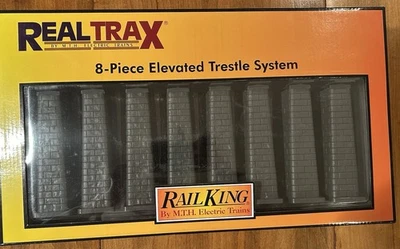 REALTRAX
BY M.T.H. ELECTRIC TRAINS
8-Piece Elevated Trestle System
RAILKING
By M.T.H. Electric Trains